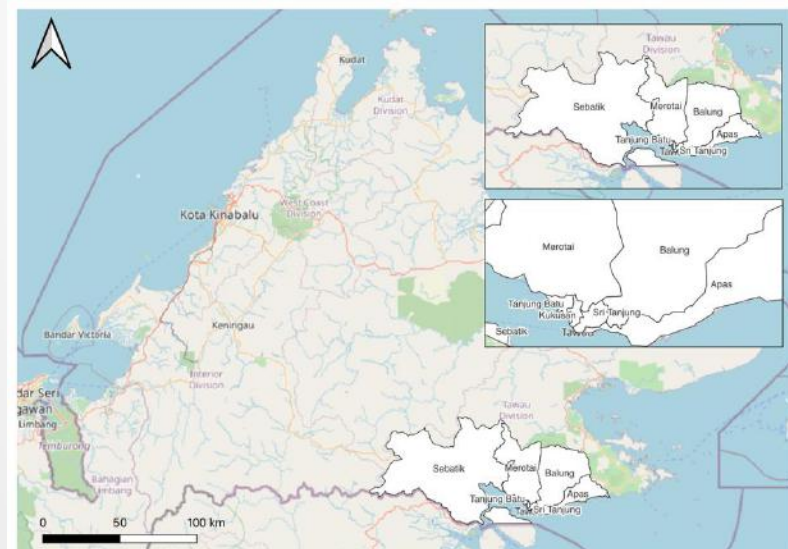 Kudat
Kudat
Division
West Coast
Division
Kota Kinabalu
Bandar Victoria
Keningau
Interior
Division
dar Seri
gawan
Limbang
Temburong
Bahagian
Limbang
Tawau
Division
Sebatik
Merotai
Balung
Tanjung Batu
Apas
Sri Tanjung
0 50 100 km
Tawau
Division
Sebatik
Merotai
Balung
Apas
Tanjung Batu
Sri Tanjung
Merotai
Balung
Apas
Tanjung Batu
Kukusan
Sri Tanjung
Tawau
Sebatik